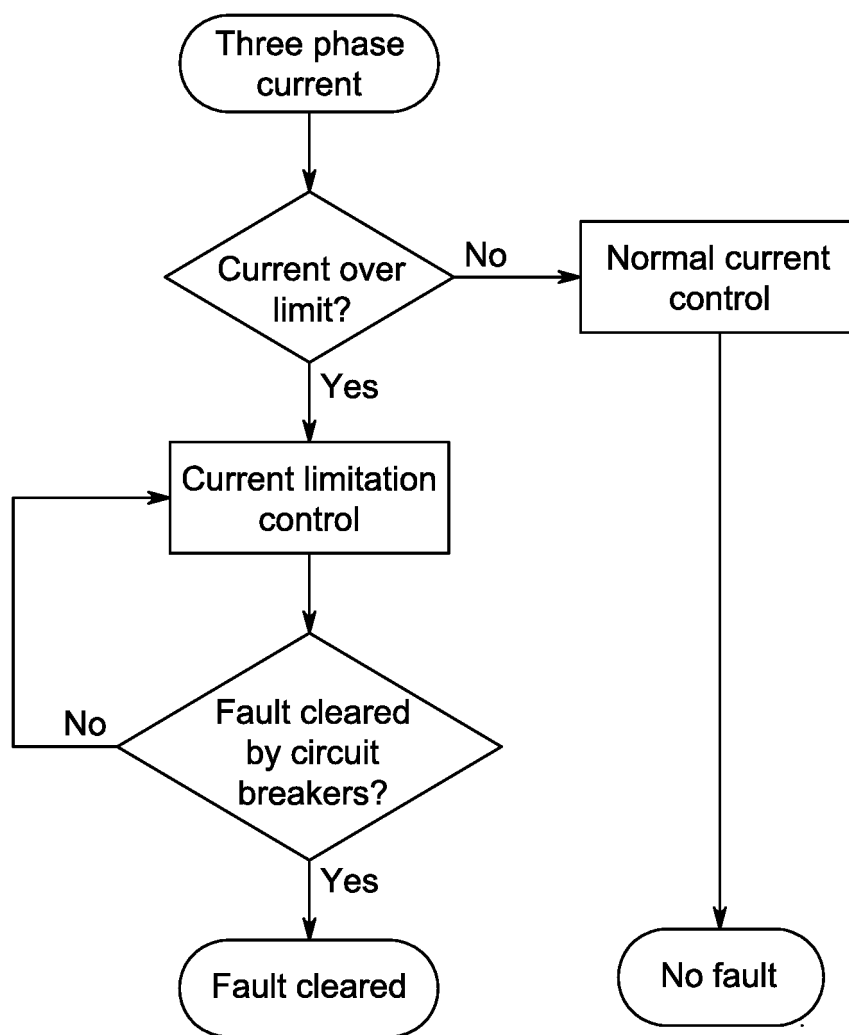 Three phase
current
Current over
limit?
No
Normal current
control
Yes
Current limitation
control
No
Fault cleared
by circuit
breakers?
Yes
Fault cleared
No fault